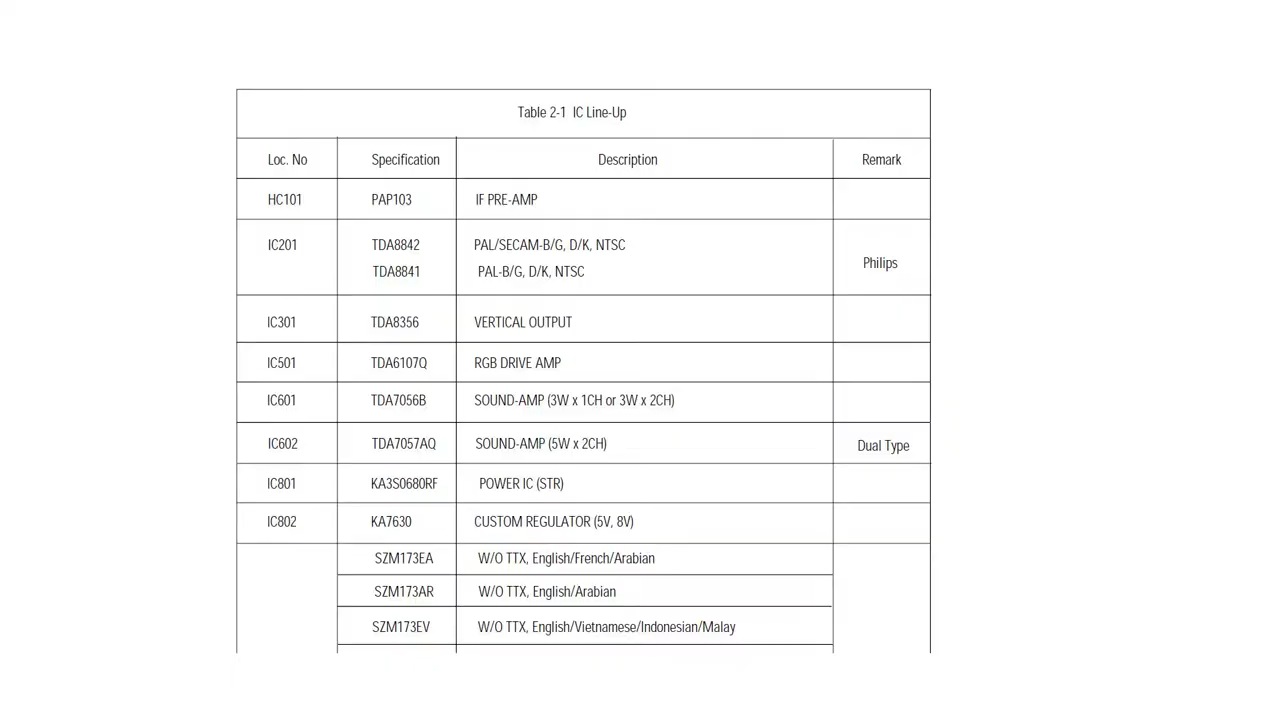 Table 2-1 IC Line-Up
Loc. No Specification Description Remark
HC101 PAP103 IF PRE-AMP
IC201 TDA8842 PAL/SECAM-B/G, D/K, NTSC
TDA8841 PAL-B/G, D/K, NTSC
Philips
IC301 TDA8356 VERTICAL OUTPUT
IC501 TDA6107Q RGB DRIVE AMP
IC601 TDA7056B SOUND-AMP (3W x 1CH or 3W x 2CH)
IC602 TDA7057AQ SOUND-AMP (5W x 2CH) Dual Type
IC801 KA3S0680RF POWER IC (STR)
IC802 KA7630 CUSTOM REGULATOR (5V, 8V)
SZM173EA W/O TTX, English/French/Arabian
SZM173AR W/O TTX, English/Arabian
SZM173EV W/O TTX, English/Vietnamese/Indonesian/Malay